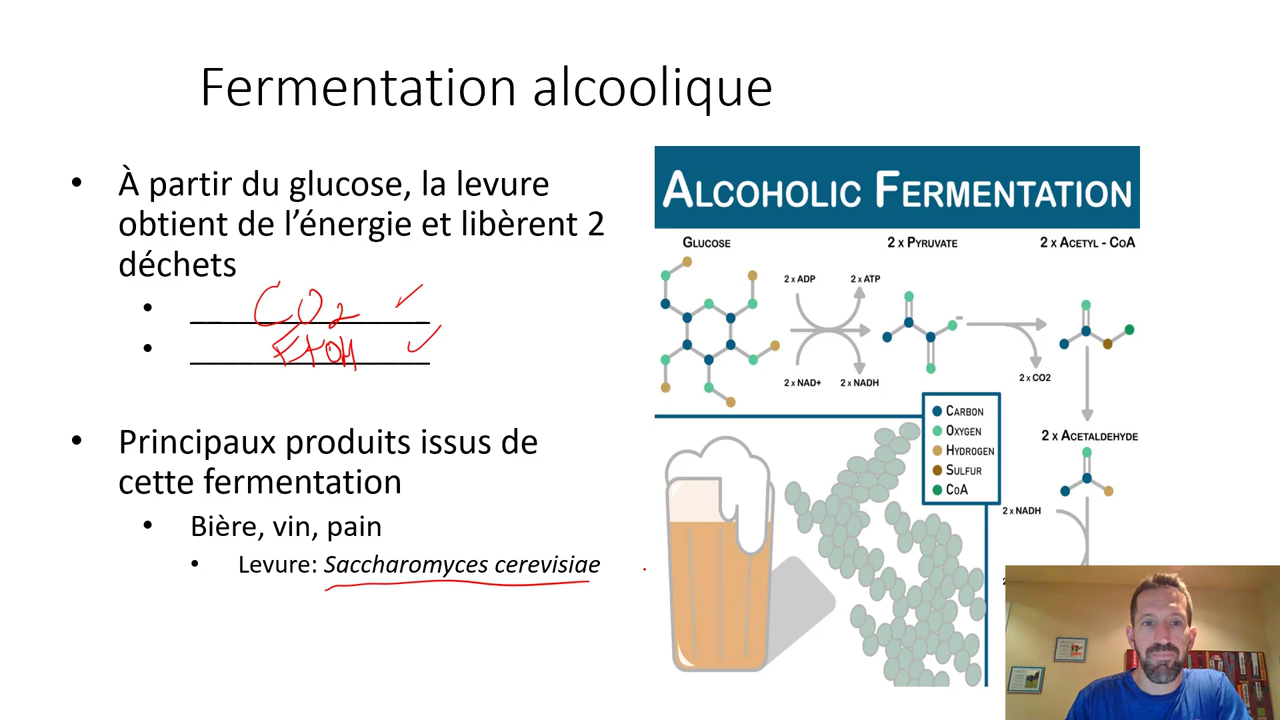 Fermentation alcoolique
• À partir du glucose, la levure
obtient de l’énergie et libèrent 2
déchets
• CO2 ✓
• EtOH ✓
• Principaux produits issus de
cette fermentation
• Bière, vin, pain
• Levure: Saccharomyces cerevisiae
ALCOHOLIC FERMENTATION
GLUCOSE
2 x PYRUVATE
2 x ACETYL - COA
2 x ADP
2 x ATP
2 x NAD+
2 x NADH
2 x CO2
CARBON
OXYGEN
HYDROGEN
SULFUR
COA
2 x ACETALDEHYDE
2 x NADH